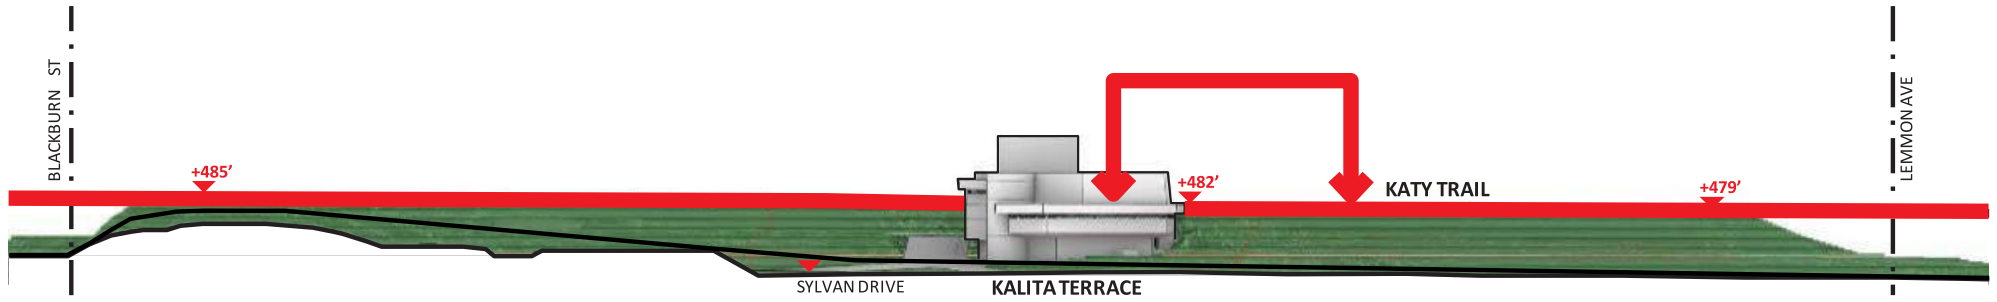 BLACKBURN ST
+485’
+482’
KATY TRAIL
+479’
LEMMON AVE
SYLVAN DRIVE
KALITA TERRACE